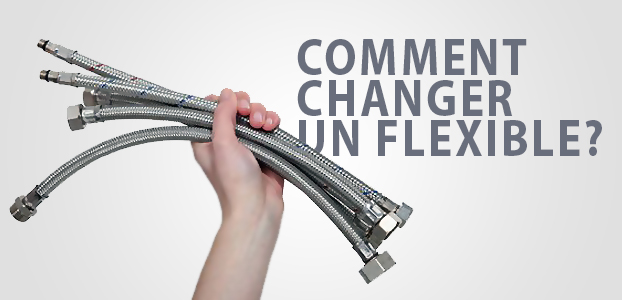 COMMENT
CHANGER
UN FLEXIBLE?